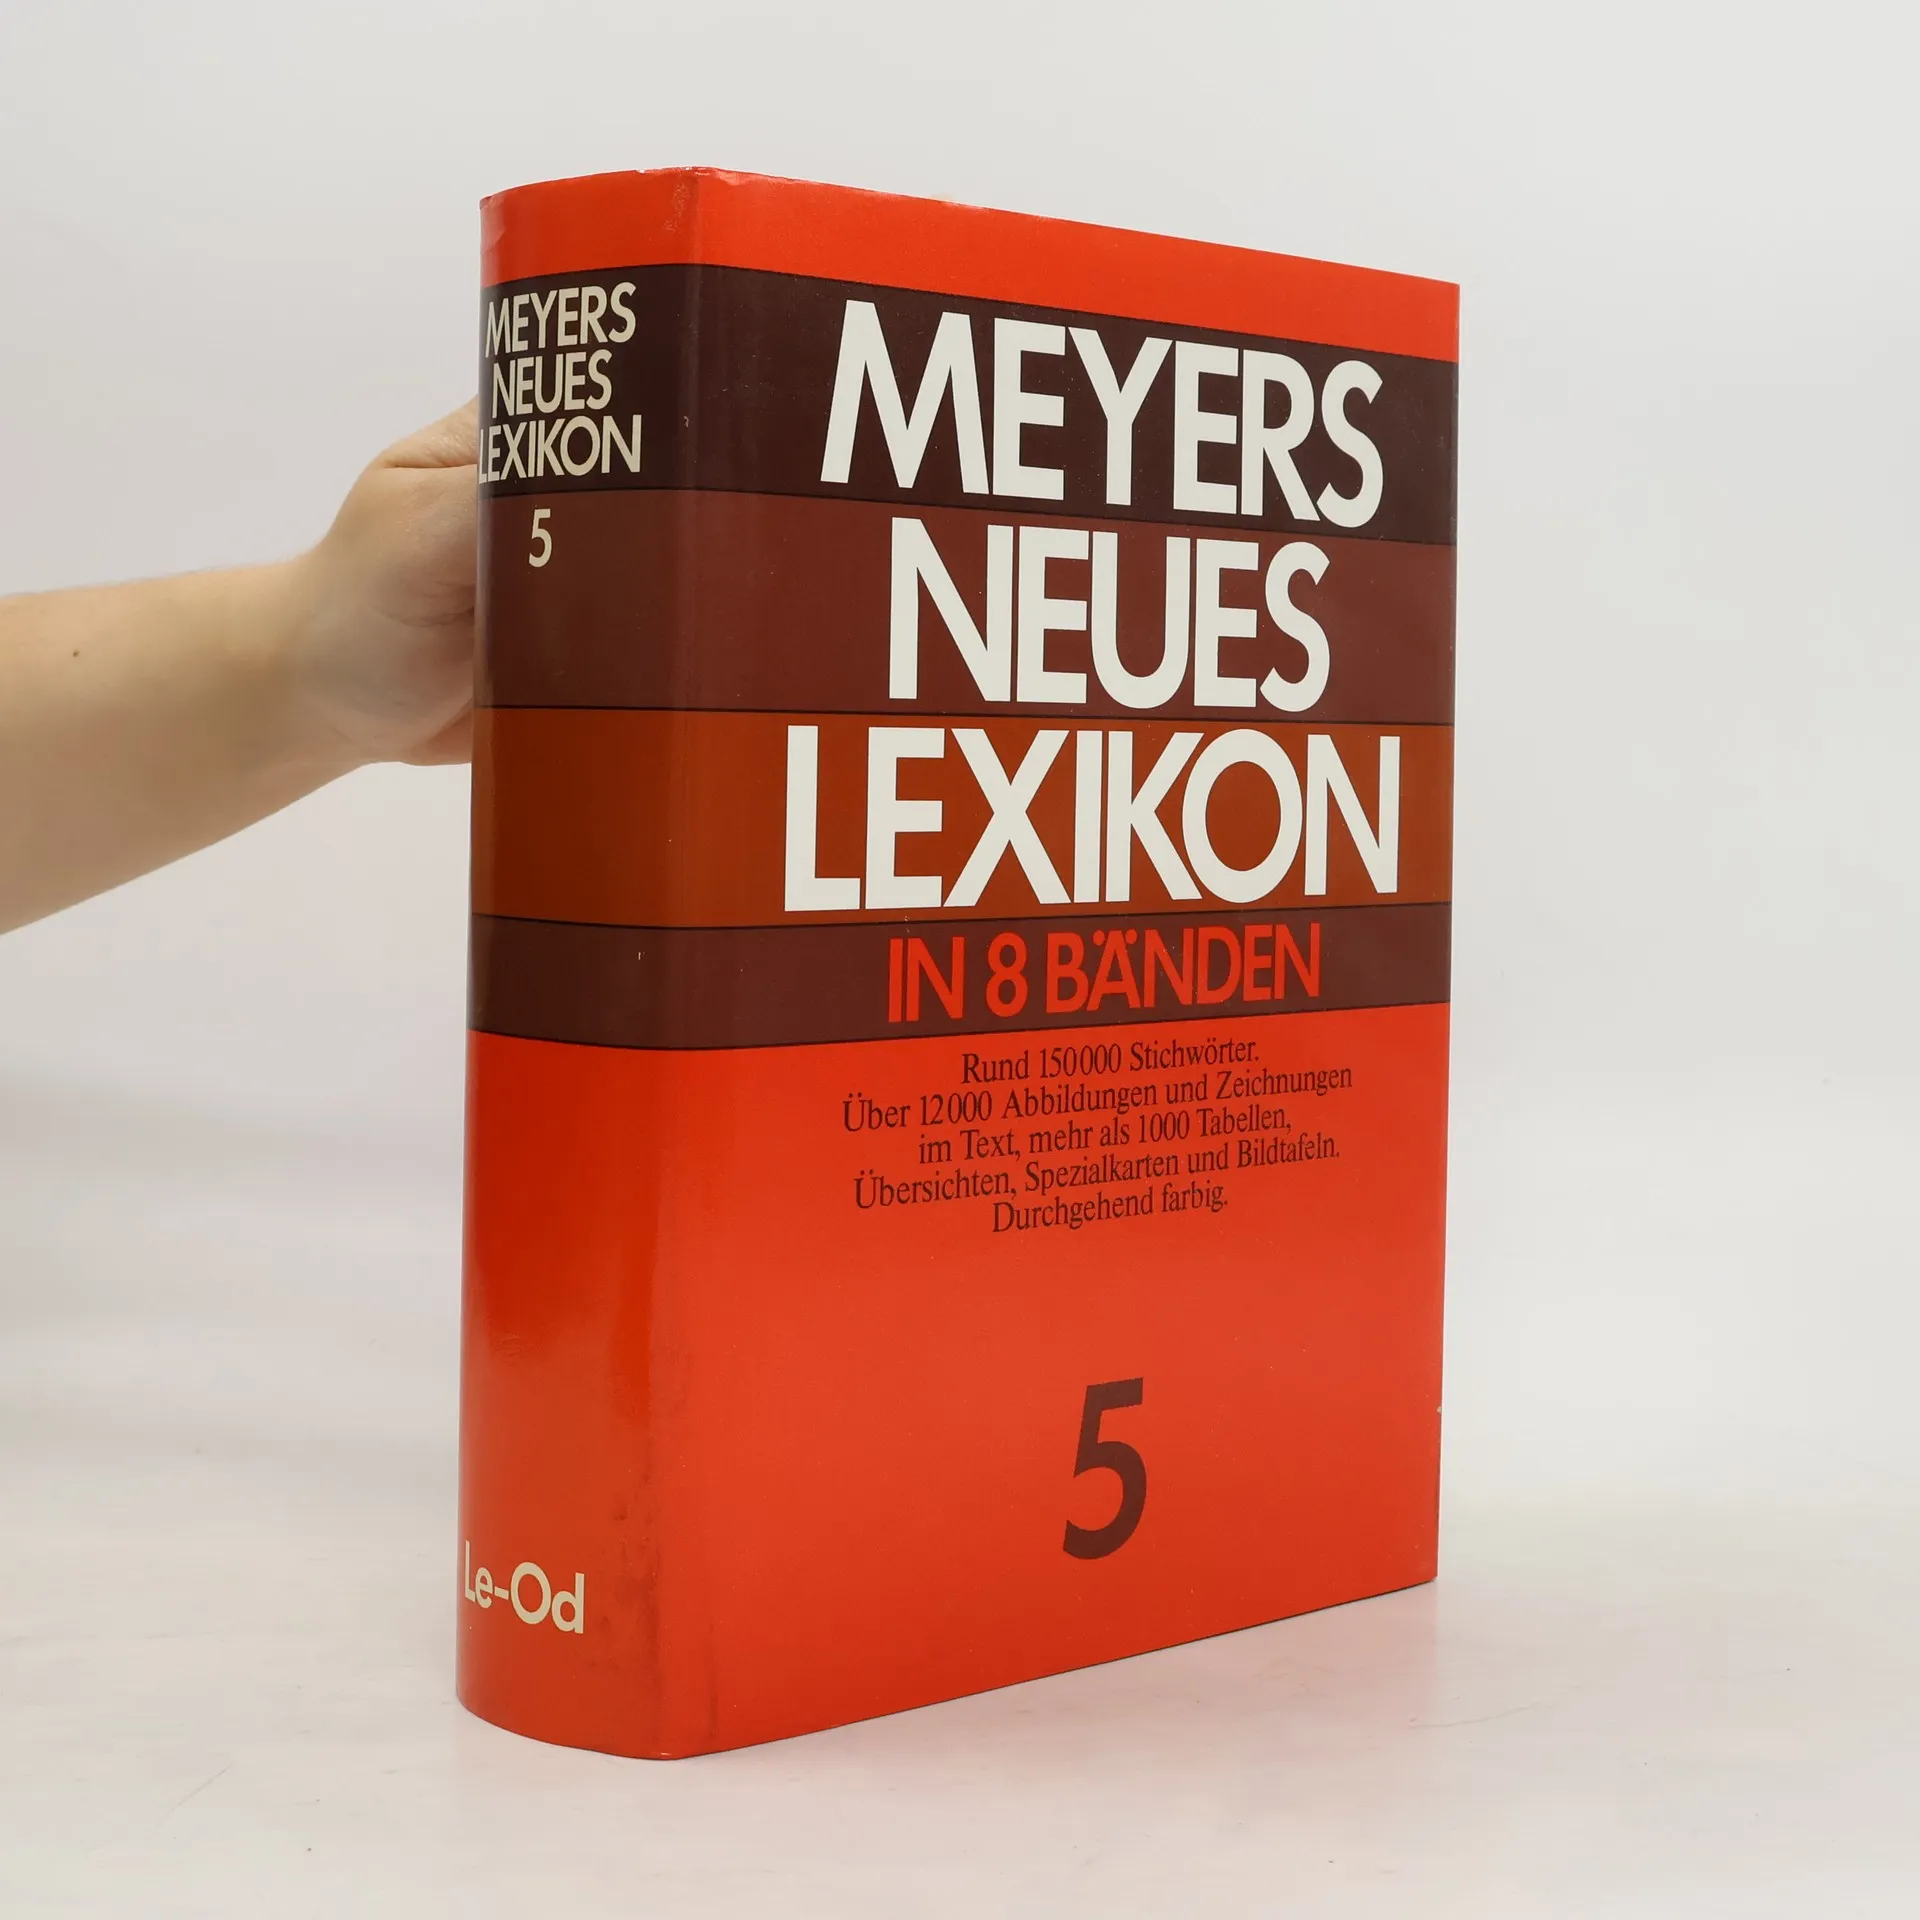 MEYERS
NEUES
LEXIKON
5
Le-Od
MEYERS
NEUES
LEXIKON
IN 8 BÄNDEN
Rund 150000 Stichwörter.
Über 12000 Abbildungen und Zeichnungen
im Text, mehr als 1000 Tabellen,
Übersichten, Spezialkarten und Bildtafeln.
Durchgehend farbig.
5